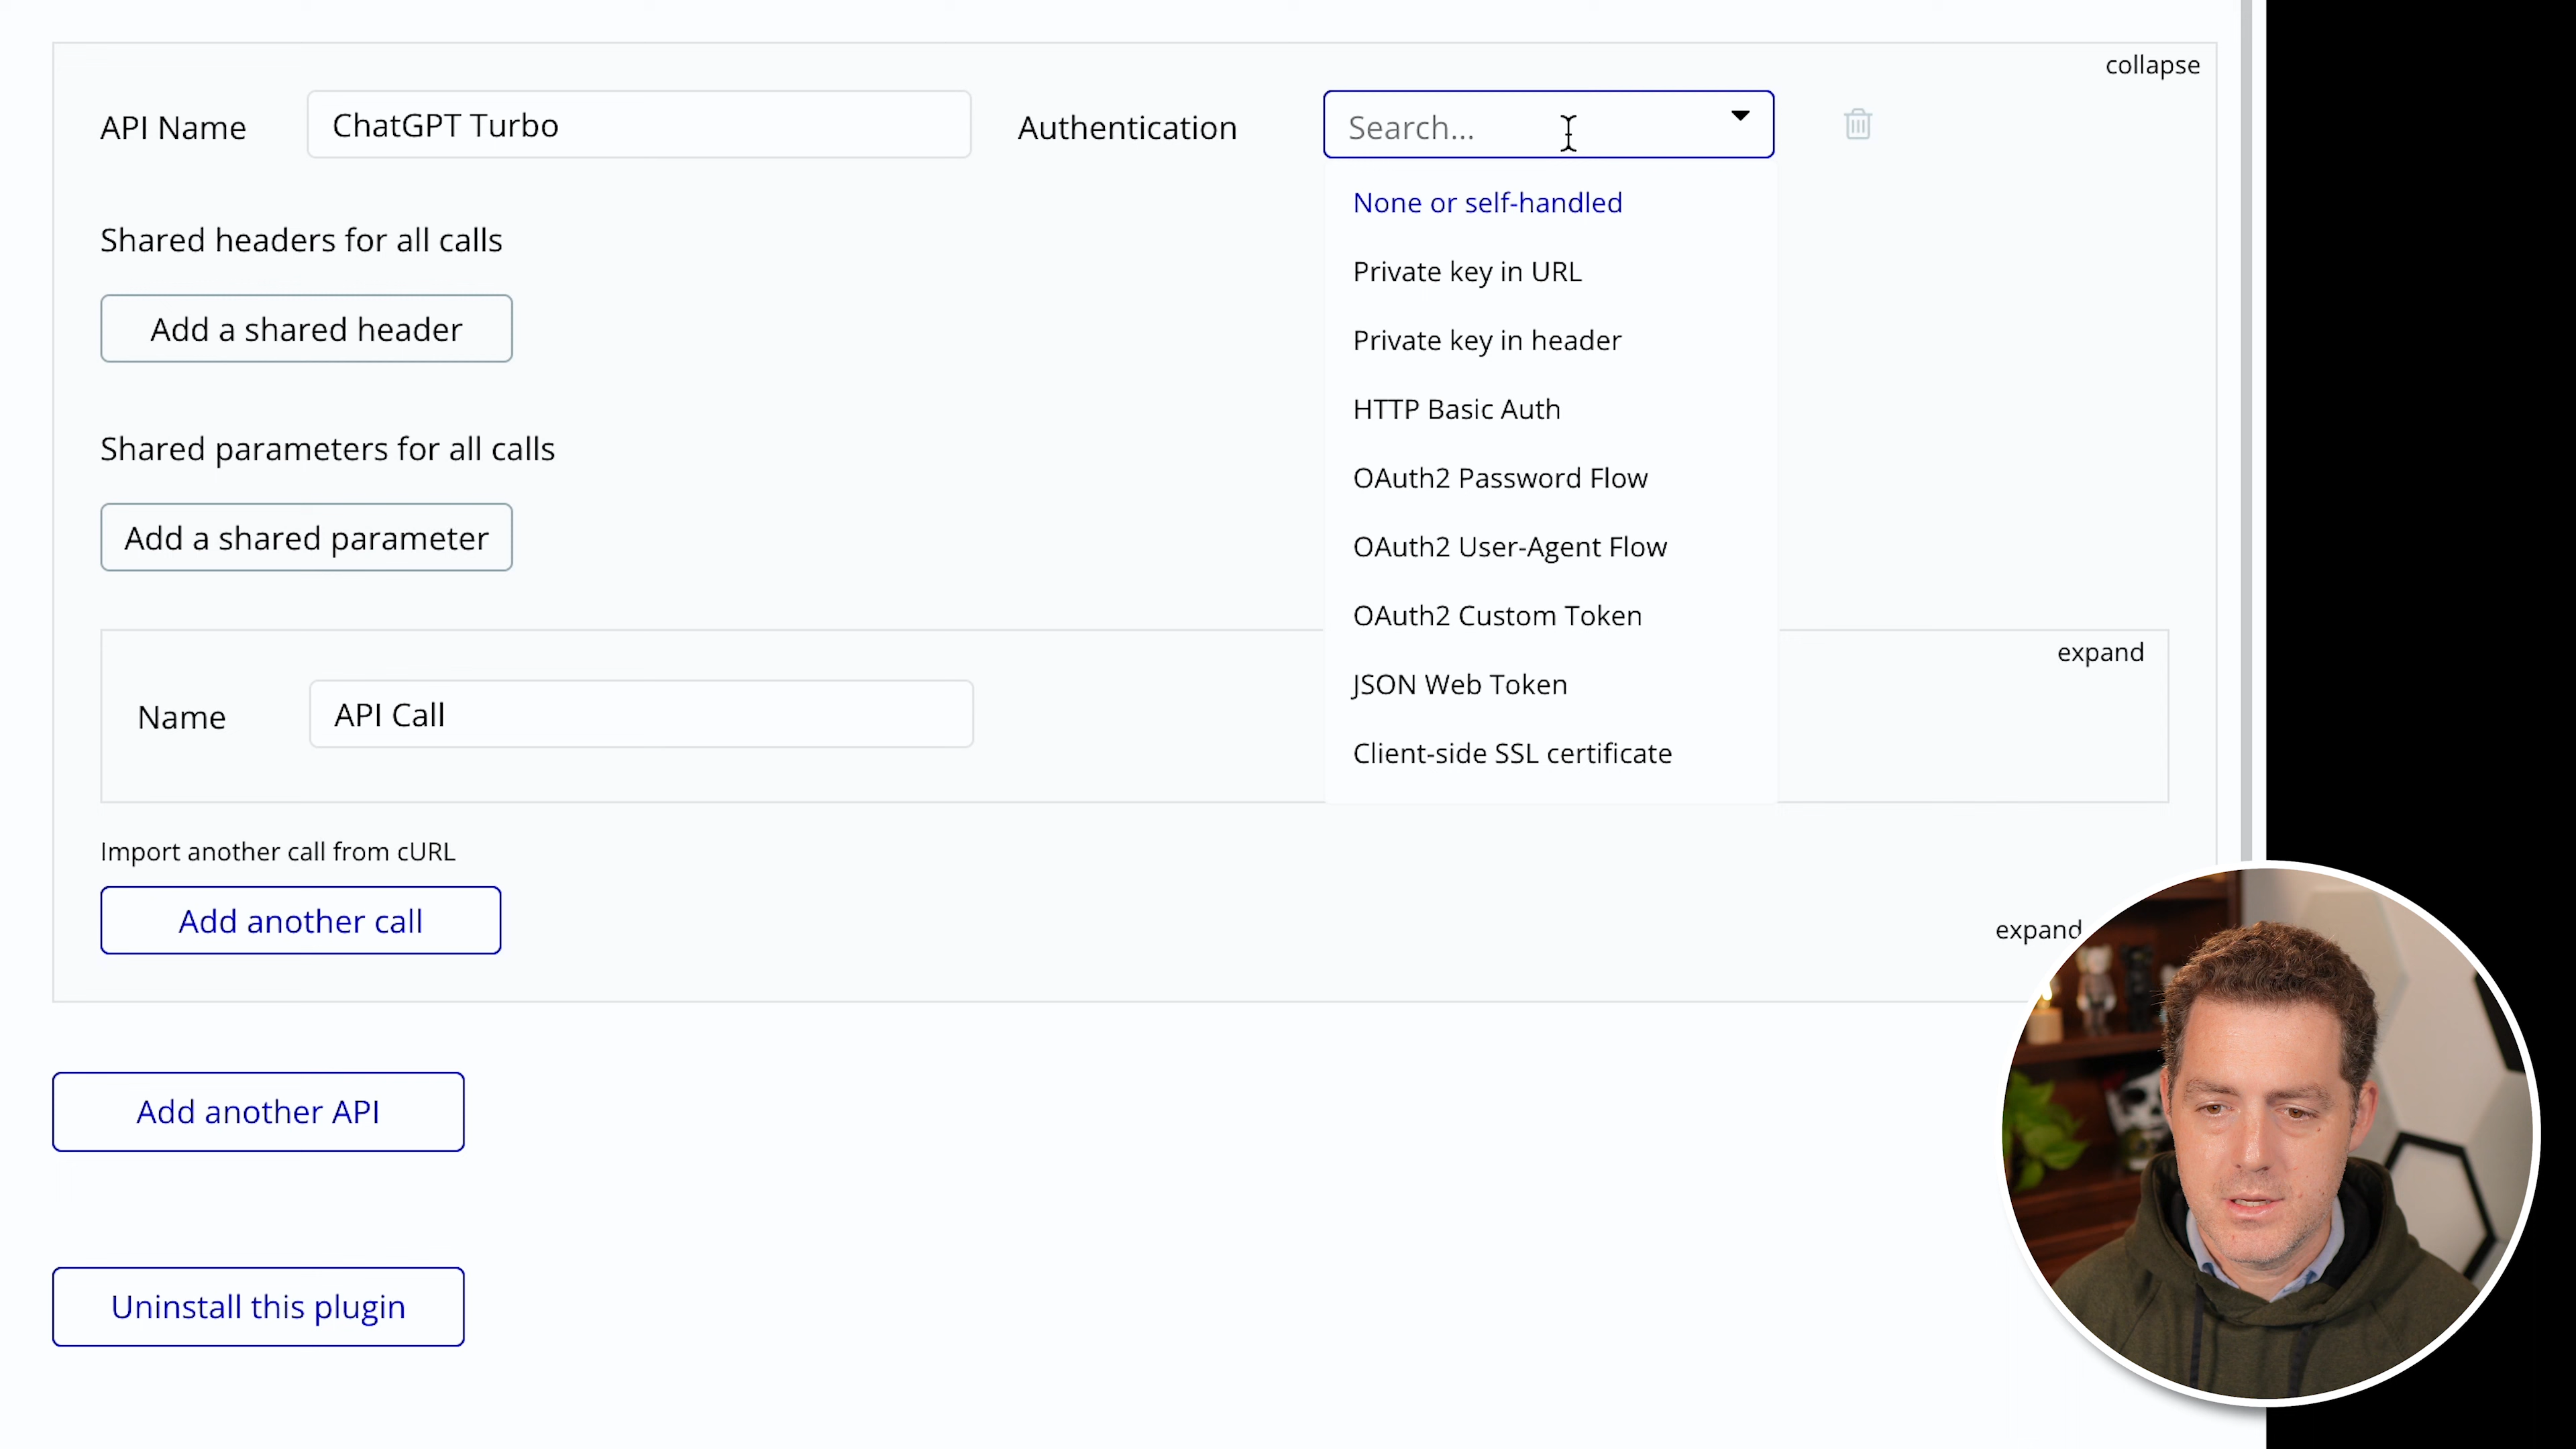 collapse
API Name ChatGPT Turbo Authentication Search...
None or self-handled
Private key in URL
Private key in header
HTTP Basic Auth
OAuth2 Password Flow
OAuth2 User-Agent Flow
OAuth2 Custom Token
JSON Web Token
Client-side SSL certificate
Shared headers for all calls
Add a shared header
Shared parameters for all calls
Add a shared parameter
expand
Name API Call
Import another call from cURL
Add another call
expand
Add another API
Uninstall this plugin